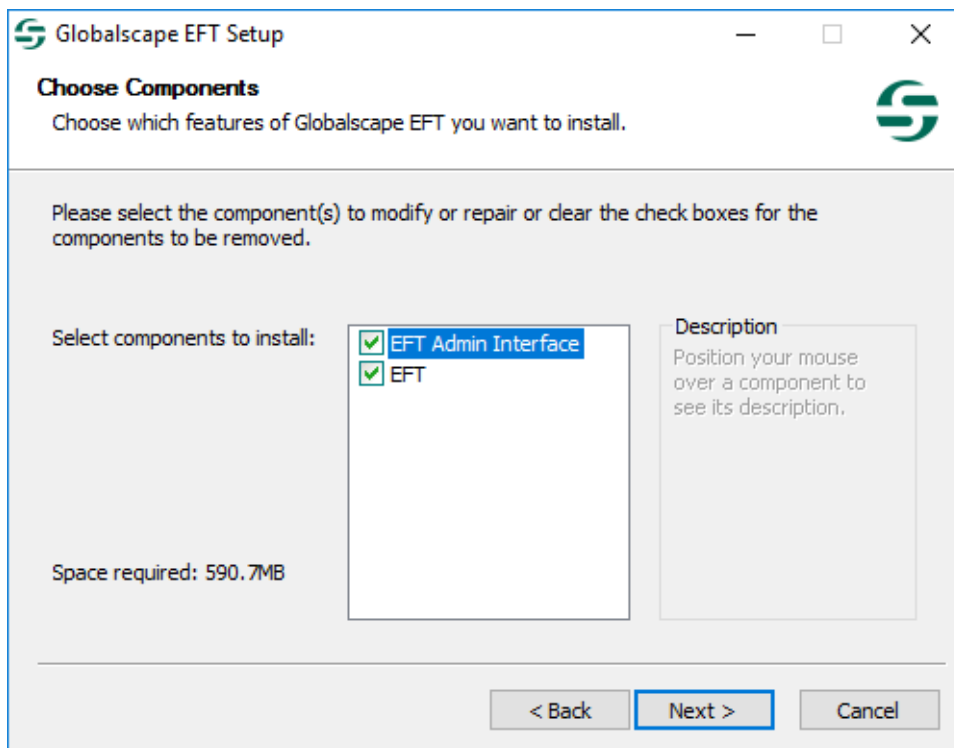 Globalscape EFT Setup
Choose Components
Choose which features of Globalscape EFT you want to install.
Please select the component(s) to modify or repair or clear the check boxes for the
components to be removed.
Select components to install:
EFT Admin Interface
EFT
Description
Position your mouse
over a component to
see its description.
Space required: 590.7MB
< Back
Next >
Cancel